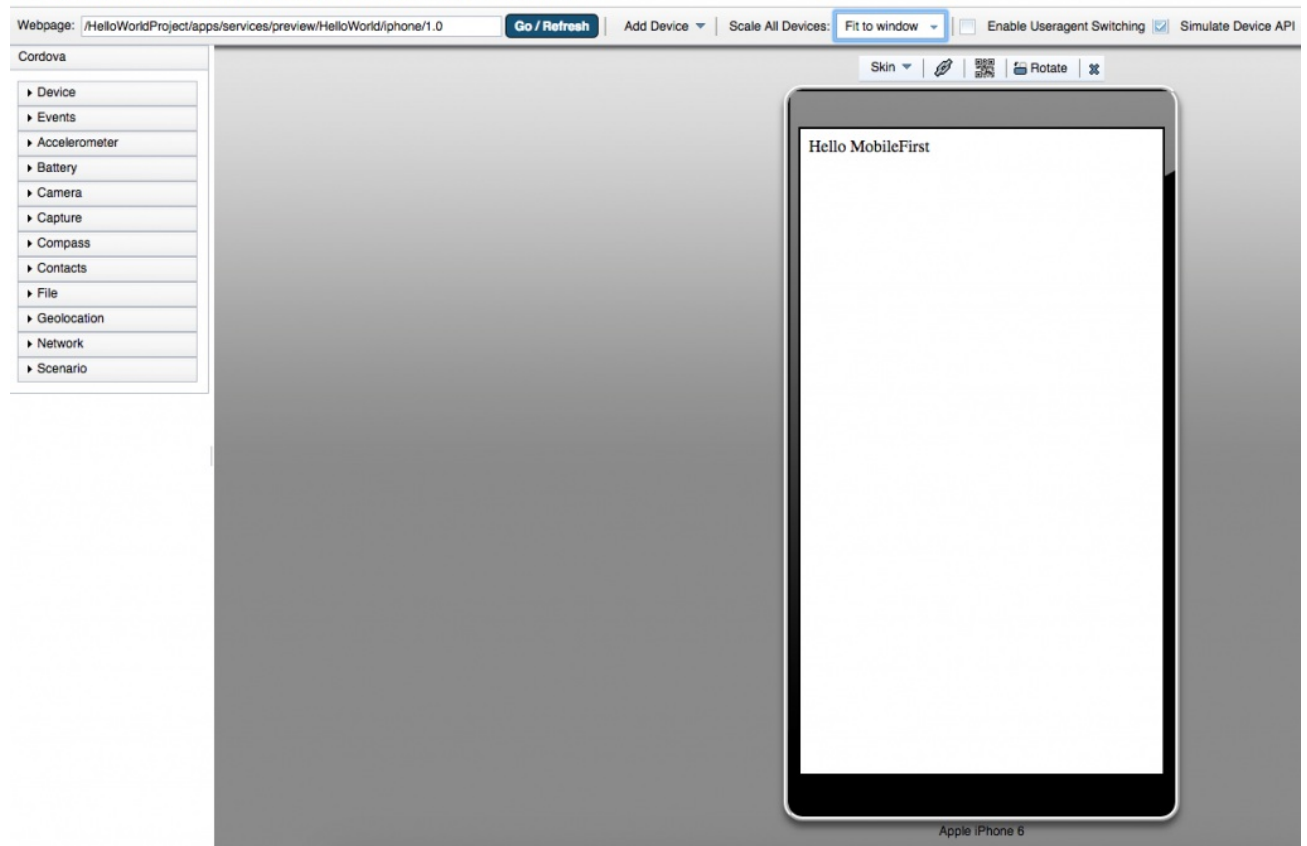 Webpage: /HelloWorldProject/apps/services/preview/HelloWorld/iphone/1.0 Go / Refresh Add Device Scale All Devices: Fit to window Enable Useragent Switching Simulate Device API
Cordova
Skin Rotate
Device
Events
Accelerometer
Battery
Camera
Capture
Compass
Contacts
File
Geolocation
Network
Scenario
Hello MobileFirst
Apple iPhone 6